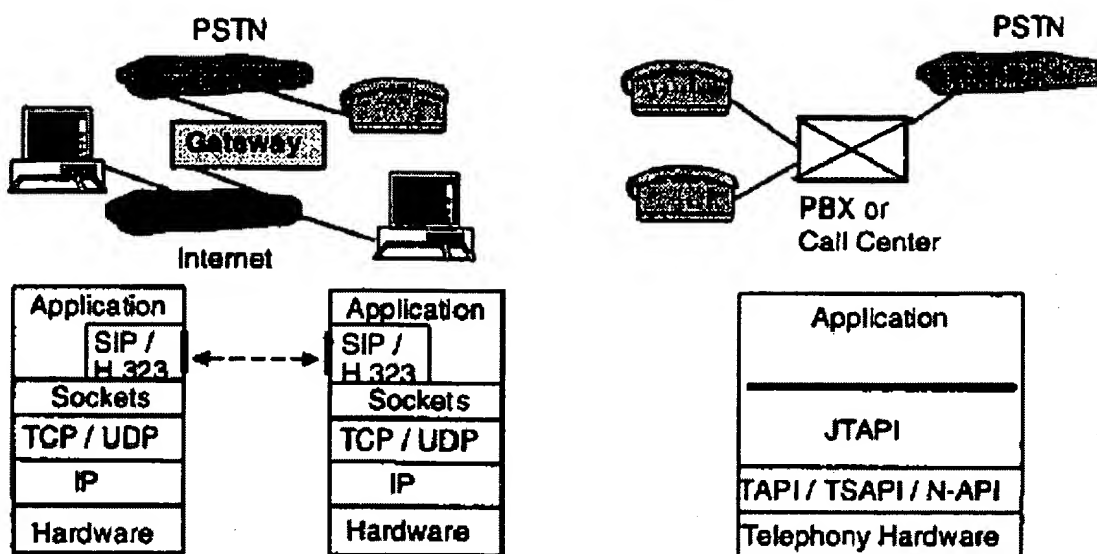 PSTN
Gateway
Internet
Application
SIP /
H.323
Sockets
TCP / UDP
IP
Hardware
Application
SIP /
H.323
Sockets
TCP / UDP
IP
Hardware
PSTN
PBX or
Call Center
Application
JTAPI
TAPI / TSAPI / N-API
Telephony Hardware